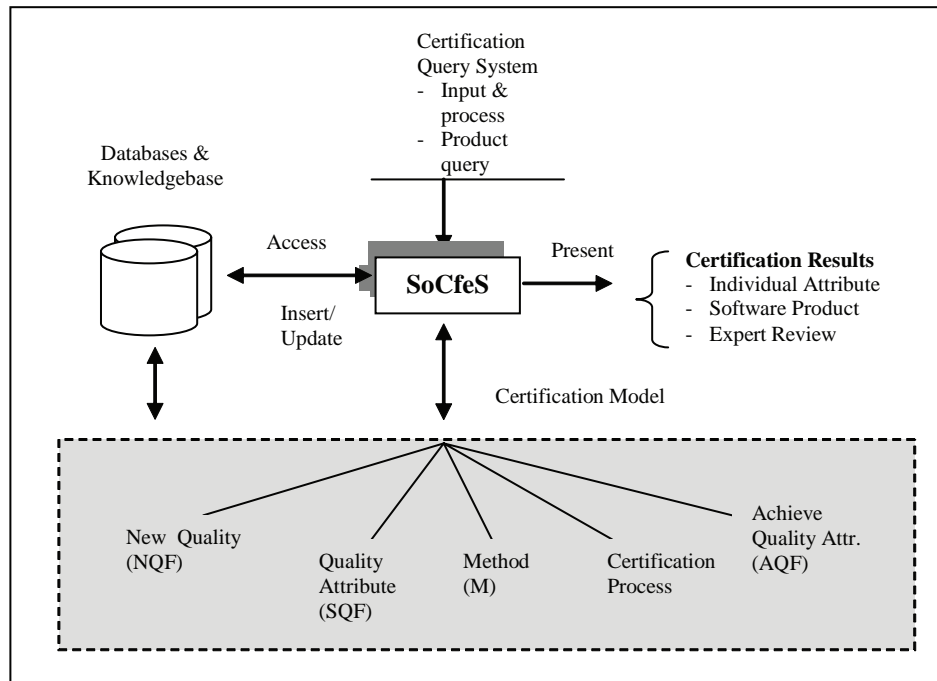 Certification
Query System
- Input &
process
- Product
query
Databases &
Knowledgebase
Access
Insert/
Update
SoCfeS
Present
Certification Results
- Individual Attribute
- Software Product
- Expert Review
Certification Model
New Quality
(NQF)
Quality
Attribute
(SQF)
Method
(M)
Certification
Process
Achieve
Quality Attr.
(AQF)